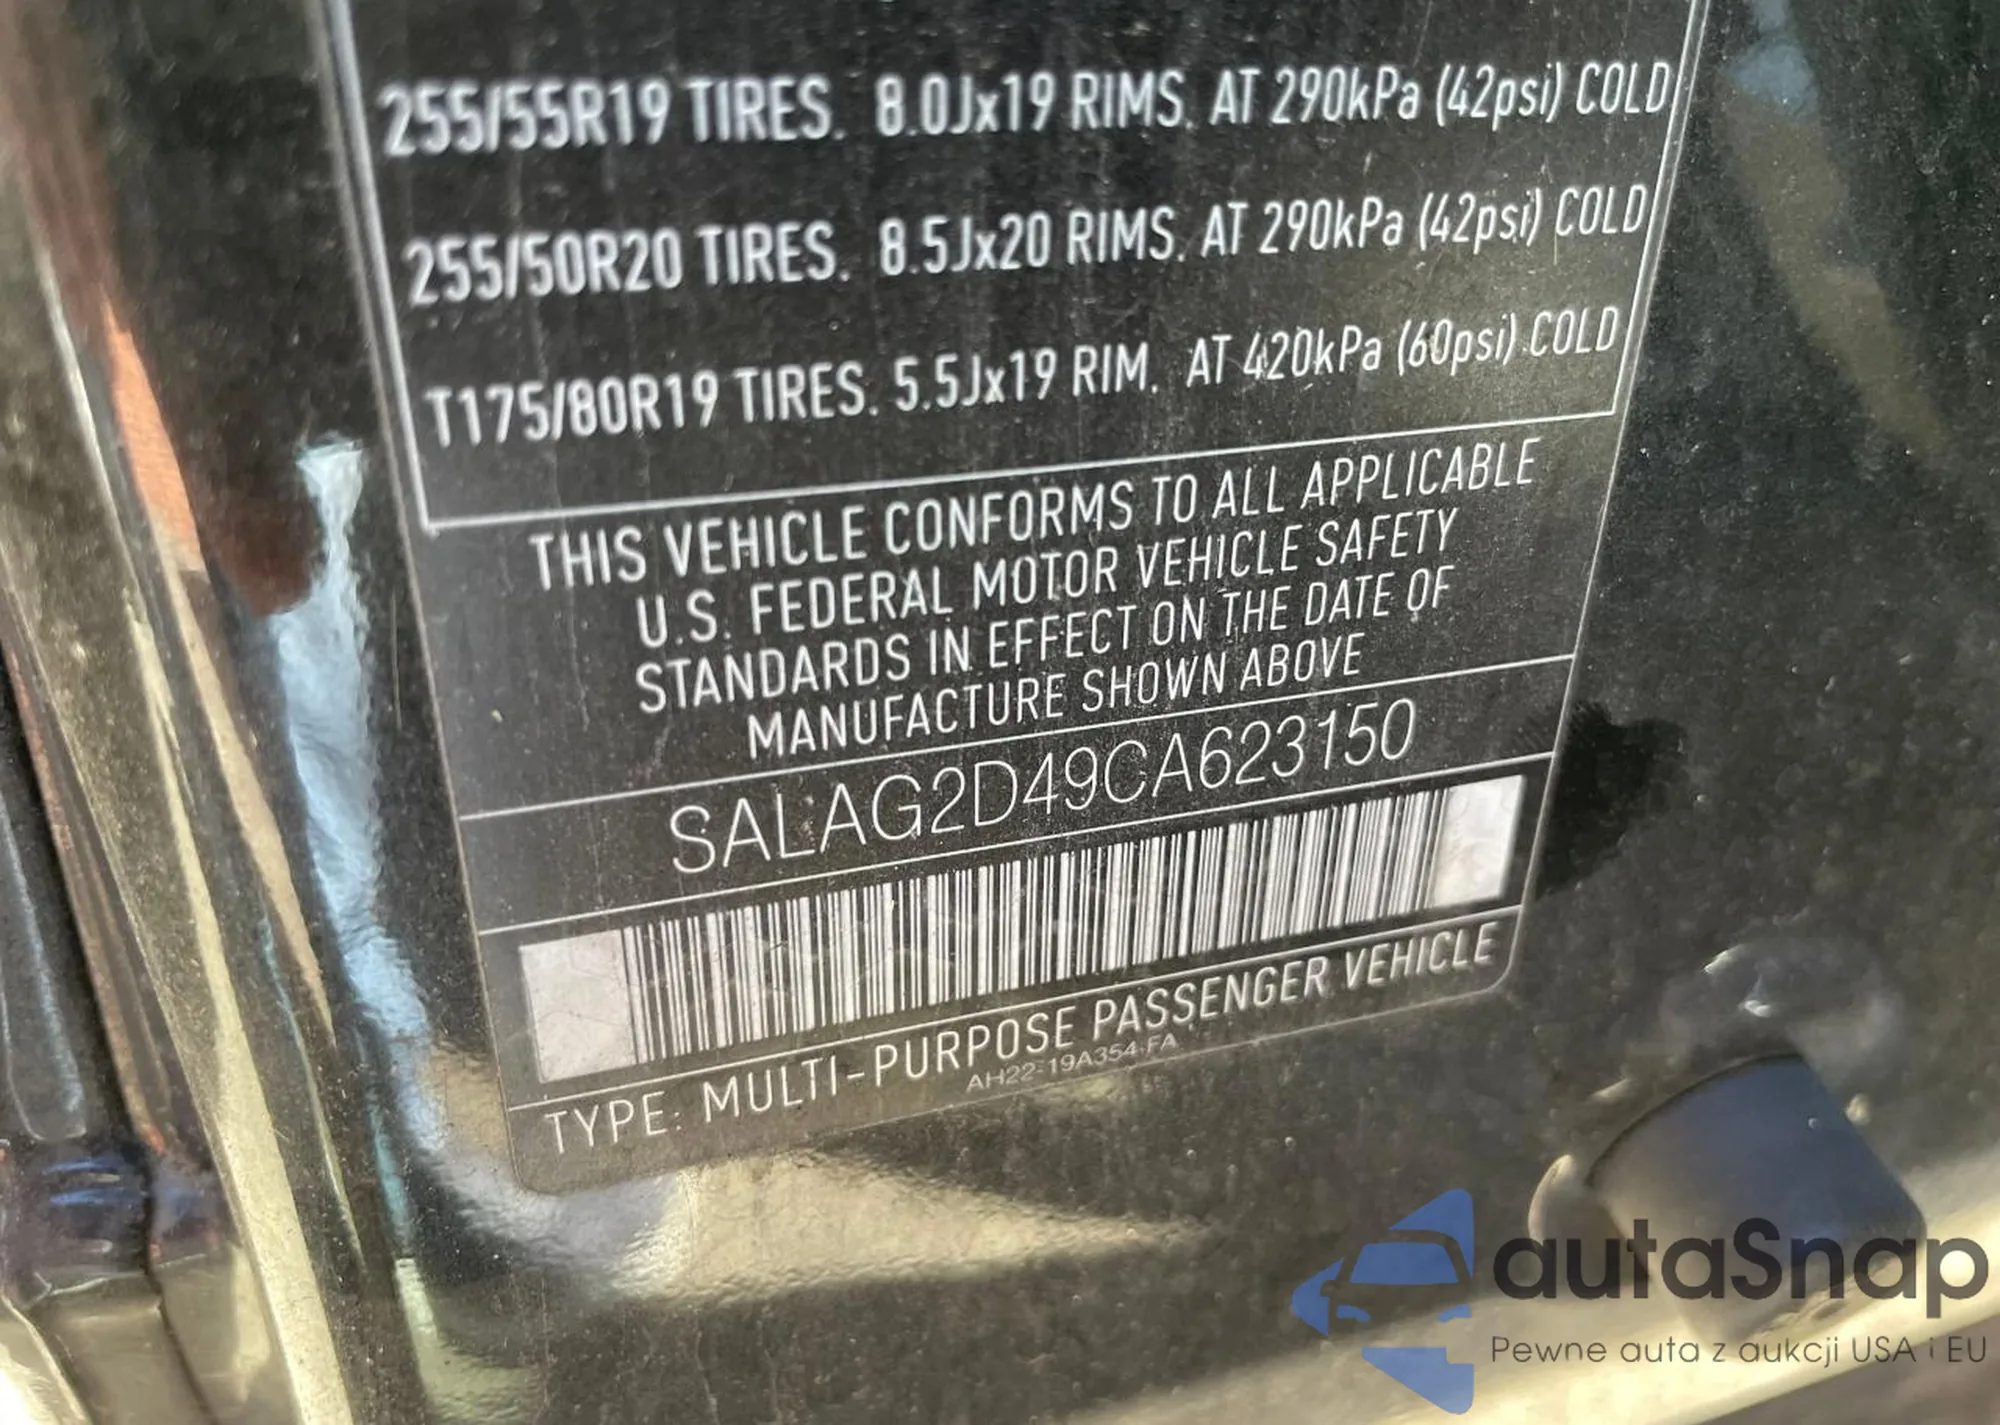 255/55R19 TIRES. 8.0Jx19 RIMS. AT 290kPa (42psi) COLD
255/50R20 TIRES. 8.5Jx20 RIMS. AT 290kPa (42psi) COLD
T175/80R19 TIRES. 5.5Jx19 RIM. AT 420kPa (60psi) COLD
THIS VEHICLE CONFORMS TO ALL APPLICABLE
U.S. FEDERAL MOTOR VEHICLE SAFETY
STANDARDS IN EFFECT ON THE DATE OF
MANUFACTURE SHOWN ABOVE
SALAG2D49CA623150
TYPE: MULTI-PURPOSE PASSENGER VEHICLE
AH22-19A354-FA
autaSnap
Pewne auta z aukcji USA i EU